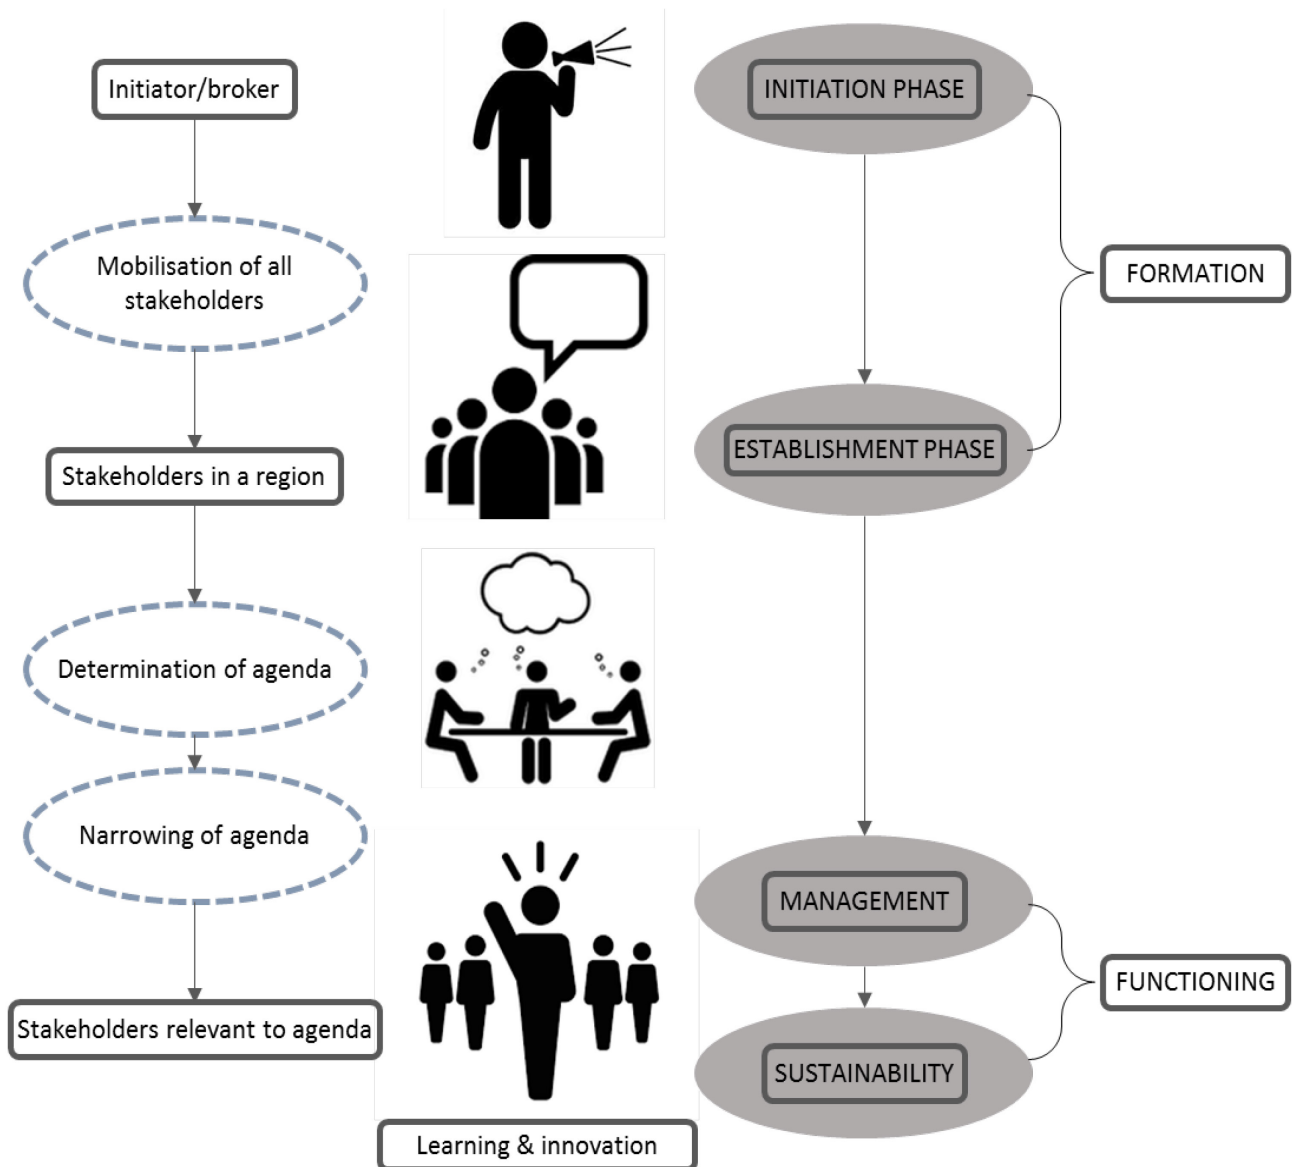 Initiator/broker
Mobilisation of all
stakeholders
Stakeholders in a region
Determination of agenda
Narrowing of agenda
Stakeholders relevant to agenda
Learning & innovation
INITIATION PHASE
ESTABLISHMENT PHASE
MANAGEMENT
SUSTAINABILITY
FORMATION
FUNCTIONING